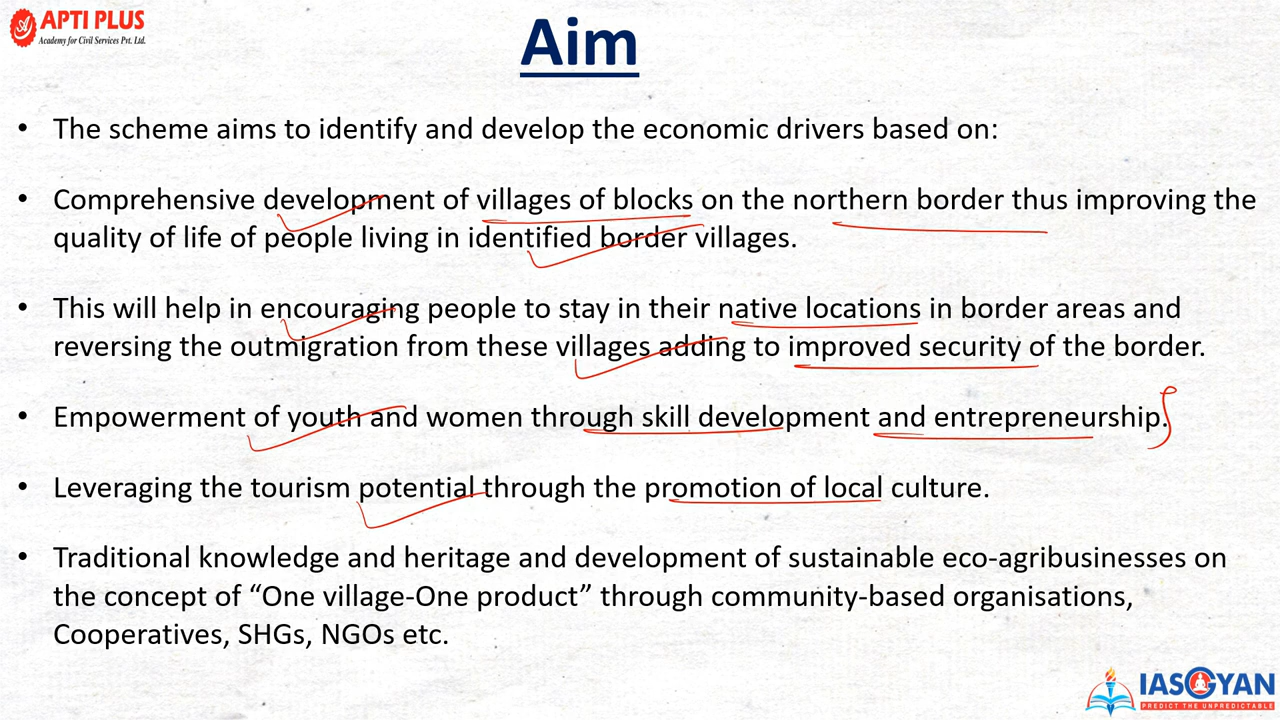 APTI PLUS
Academy for Civil Services Pvt. Ltd.
Aim
• The scheme aims to identify and develop the economic drivers based on:
• Comprehensive development of villages of blocks on the northern border thus improving the
quality of life of people living in identified border villages.
• This will help in encouraging people to stay in their native locations in border areas and
reversing the outmigration from these villages adding to improved security of the border.
• Empowerment of youth and women through skill development and entrepreneurship.
• Leveraging the tourism potential through the promotion of local culture.
• Traditional knowledge and heritage and development of sustainable eco-agribusinesses on
the concept of “One village-One product” through community-based organisations,
Cooperatives, SHGs, NGOs etc.
IASGYAN
PREDICT THE UNPREDICTABLE